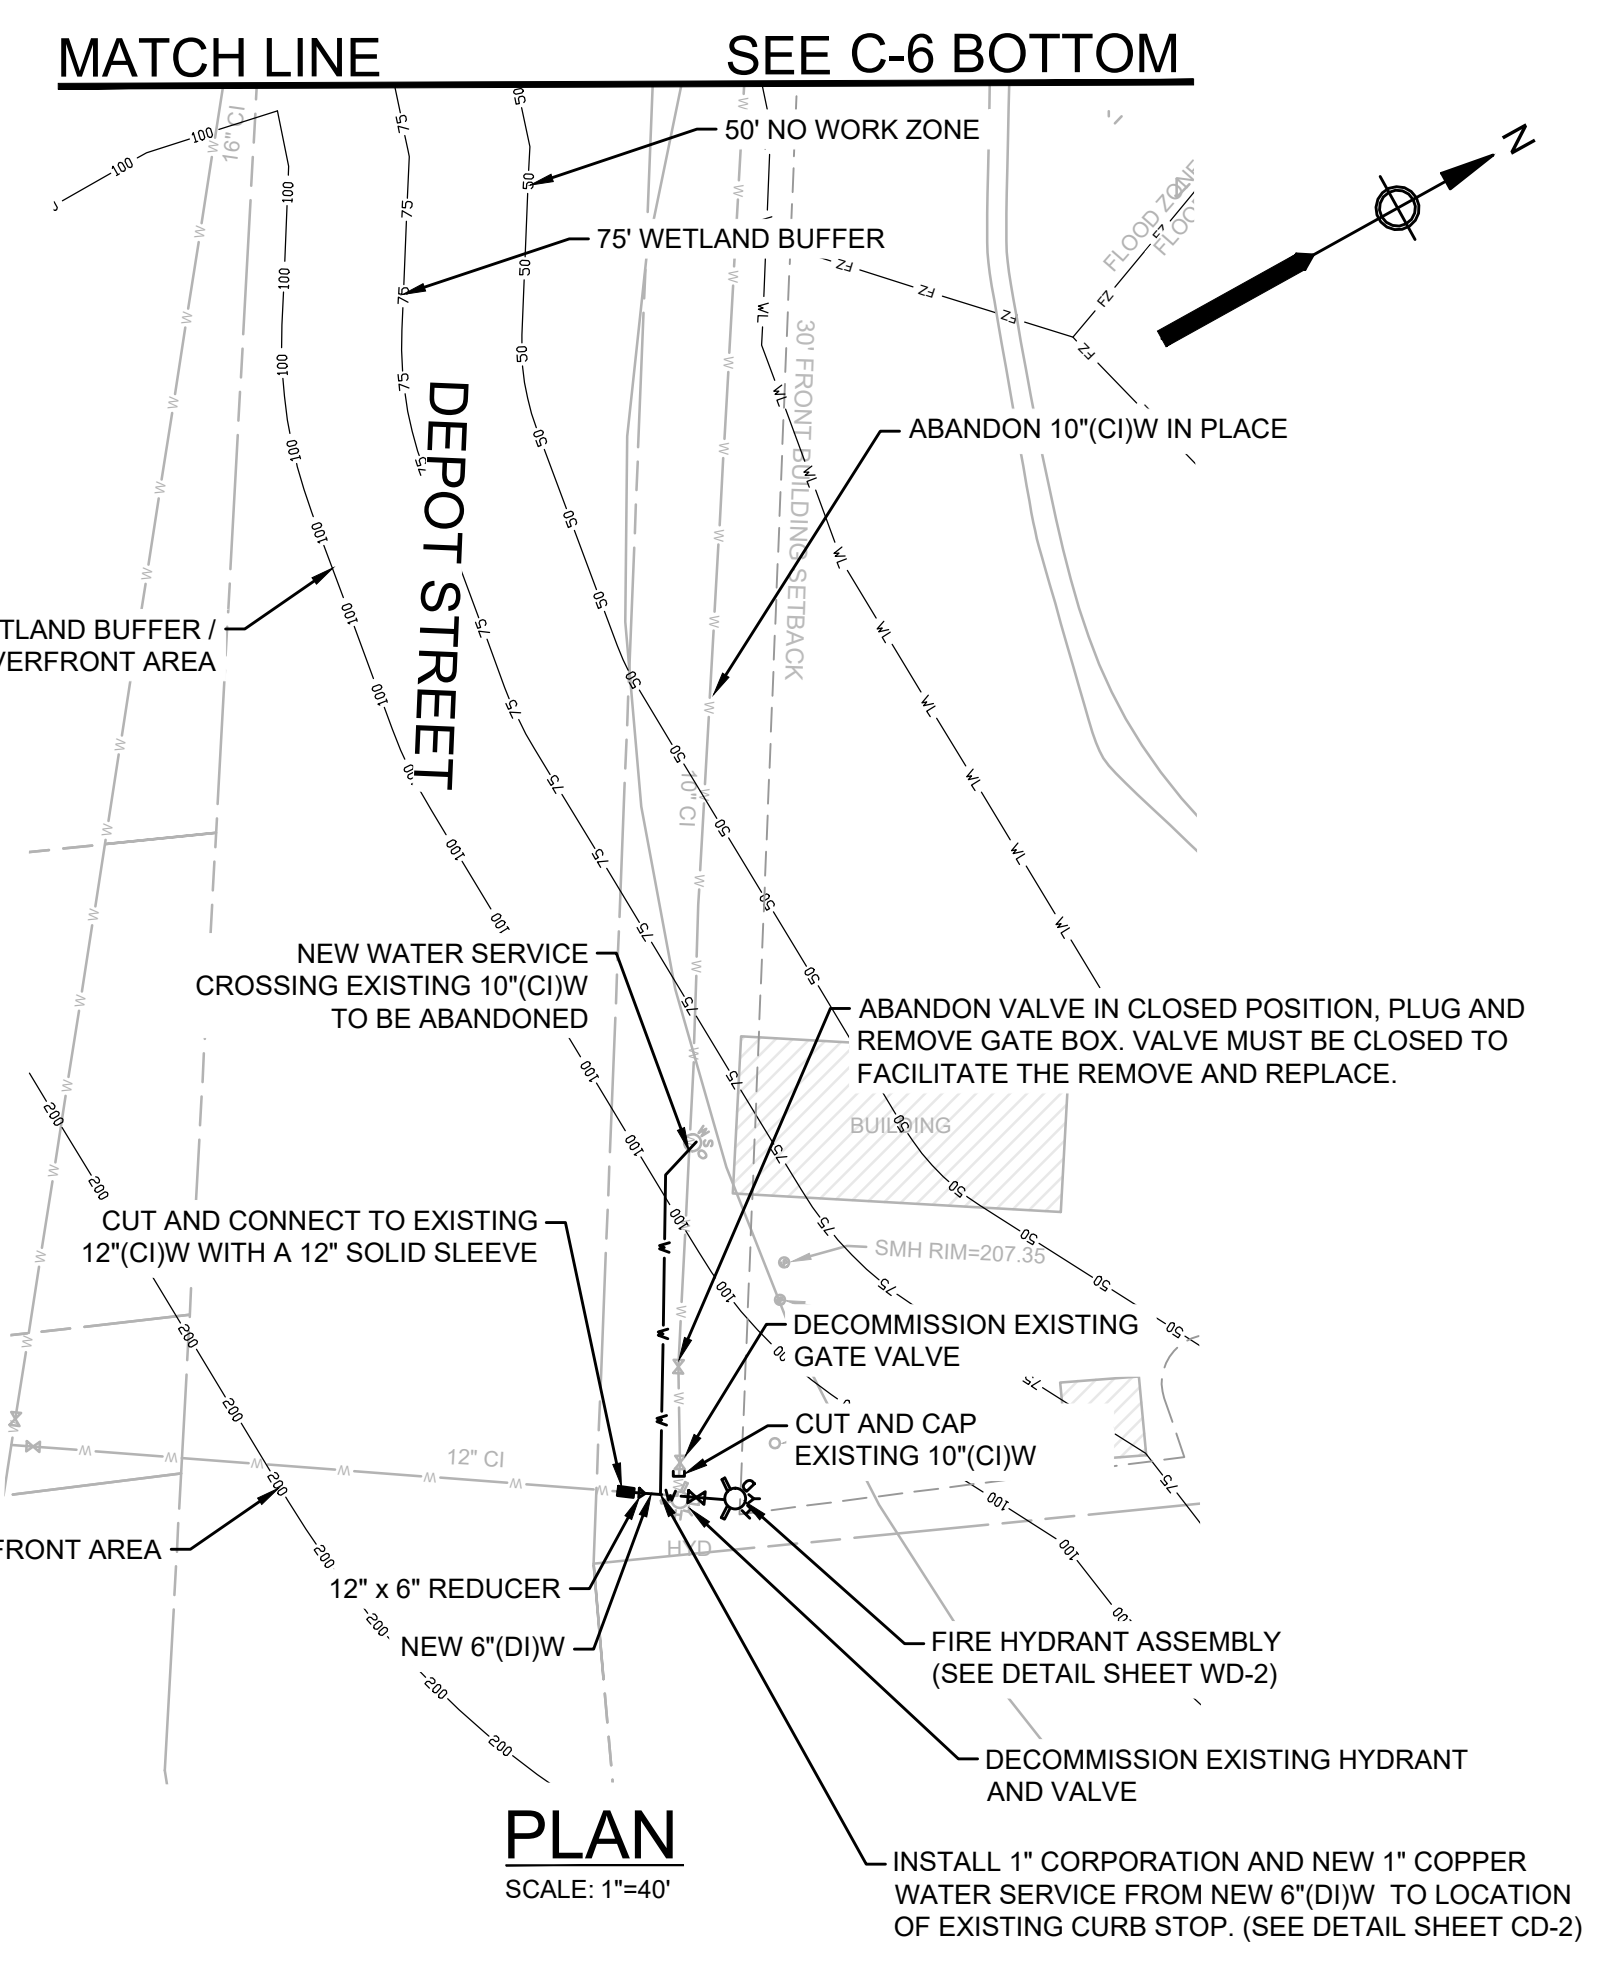 MATCH LINE
SEE C-6 BOTTOM
16" CI
50' NO WORK ZONE
N
75' WETLAND BUFFER
FLOOD ZONE
30' FRONT BUILDING SETBACK
DEPOT STREET
ABANDON 10"(CI)W IN PLACE
TLAND BUFFER /
VERFRONT AREA
10" CI
NEW WATER SERVICE
CROSSING EXISTING 10"(CI)W
TO BE ABANDONED
ABANDON VALVE IN CLOSED POSITION, PLUG AND
REMOVE GATE BOX. VALVE MUST BE CLOSED TO
FACILITATE THE REMOVE AND REPLACE.
BUILDING
WSO
CUT AND CONNECT TO EXISTING
12"(CI)W WITH A 12" SOLID SLEEVE
SMH RIM=207.35
DECOMMISSION EXISTING
GATE VALVE
CUT AND CAP
EXISTING 10"(CI)W
12" CI
HYD
FRONT AREA
12" x 6" REDUCER
NEW 6"(DI)W
FIRE HYDRANT ASSEMBLY
(SEE DETAIL SHEET WD-2)
DECOMMISSION EXISTING HYDRANT
AND VALVE
PLAN
SCALE: 1"=40'
INSTALL 1" CORPORATION AND NEW 1" COPPER
WATER SERVICE FROM NEW 6"(DI)W TO LOCATION
OF EXISTING CURB STOP. (SEE DETAIL SHEET CD-2)